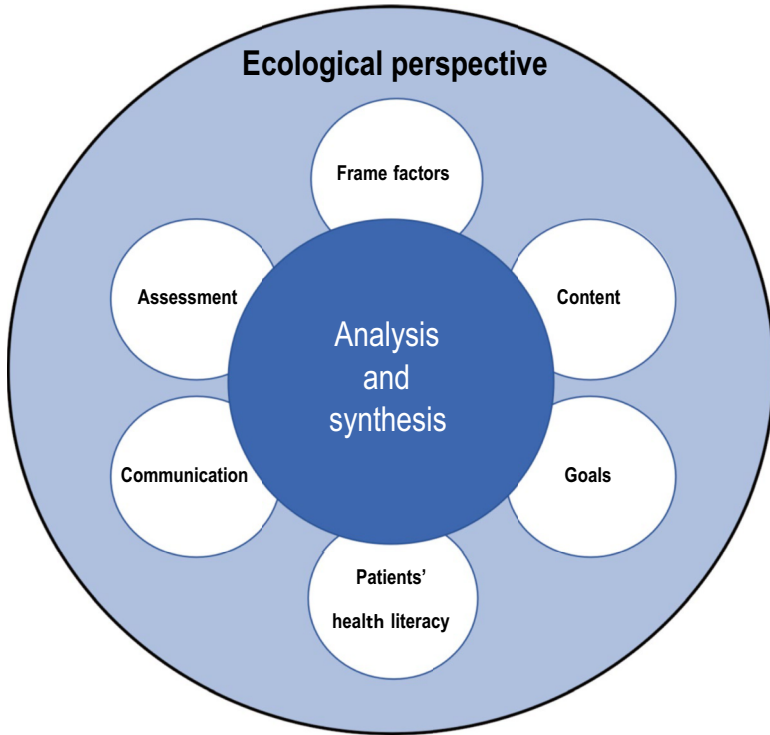 Ecological perspective
Frame factors
Assessment
Content
Analysis
and
synthesis
Communication
Goals
Patients’
health literacy